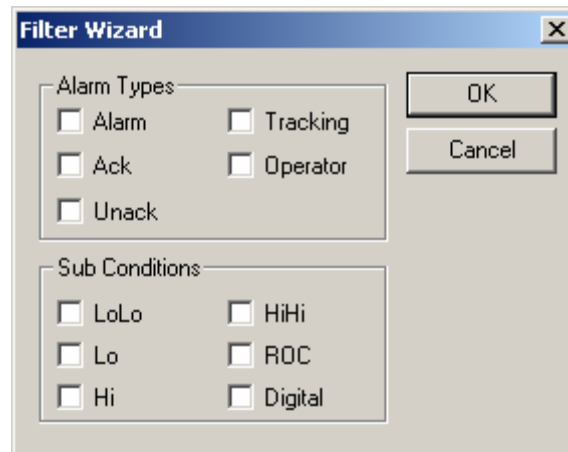 Filter Wizard
Alarm Types
Alarm
Tracking
Ack
Operator
Unack
Sub Conditions
LoLo
HiHi
Lo
ROC
Hi
Digital
OK
Cancel